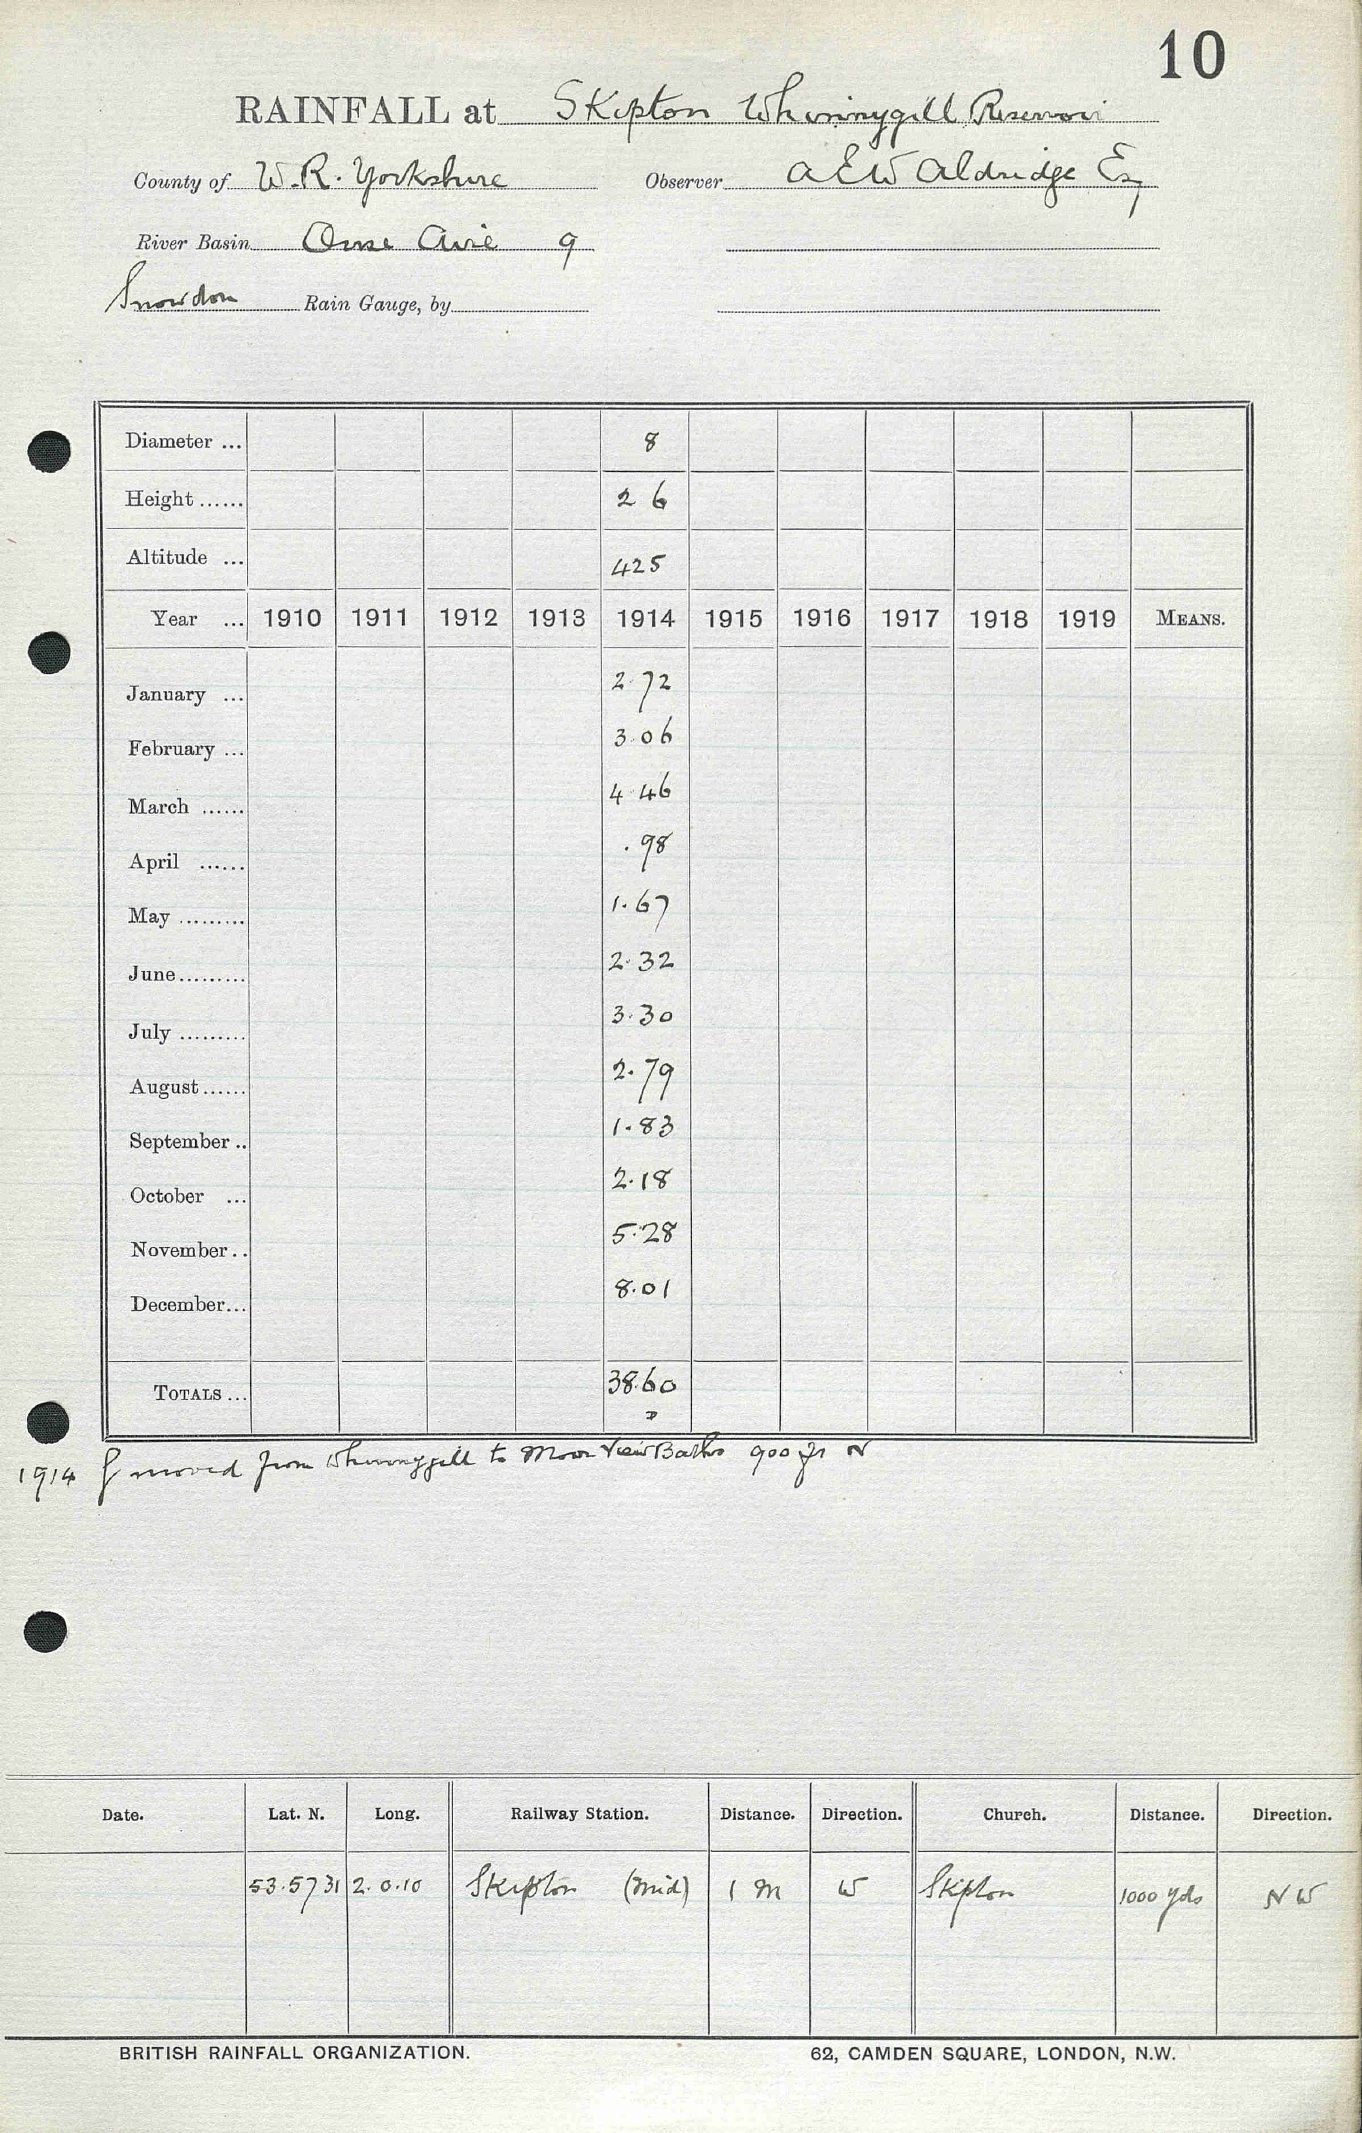 10
RAINFALL at Skipton Whinnygill Reservoir
County of W.R. Yorkshire Observer A E W Aldridge Esq
River Basin Ouse Aire 9
Snowdon Rain Gauge, by
Diameter ... 8
Height ...... 2 6
Altitude ... 425
Year ... 1910 1911 1912 1913 1914 1915 1916 1917 1918 1919 MEANS.
January ... 2.72
February ... 3.06
March ...... 4.46
April ...... .98
May ......... 1.67
June ......... 2.32
July ......... 3.30
August ...... 2.79
September .. 1.83
October ... 2.18
November .. 5.28
December ... 8.01
TOTALS ... 38.60
1914 G moved from Whinnygill to Moor View Baths 900 yds N
Date. Lat. N. Long. Railway Station. Distance. Direction. Church. Distance. Direction.
53.57 31 2.0.10 Skipton (Mid) 1 m W Skipton 1000 yds NW
BRITISH RAINFALL ORGANIZATION. 62, CAMDEN SQUARE, LONDON, N.W.